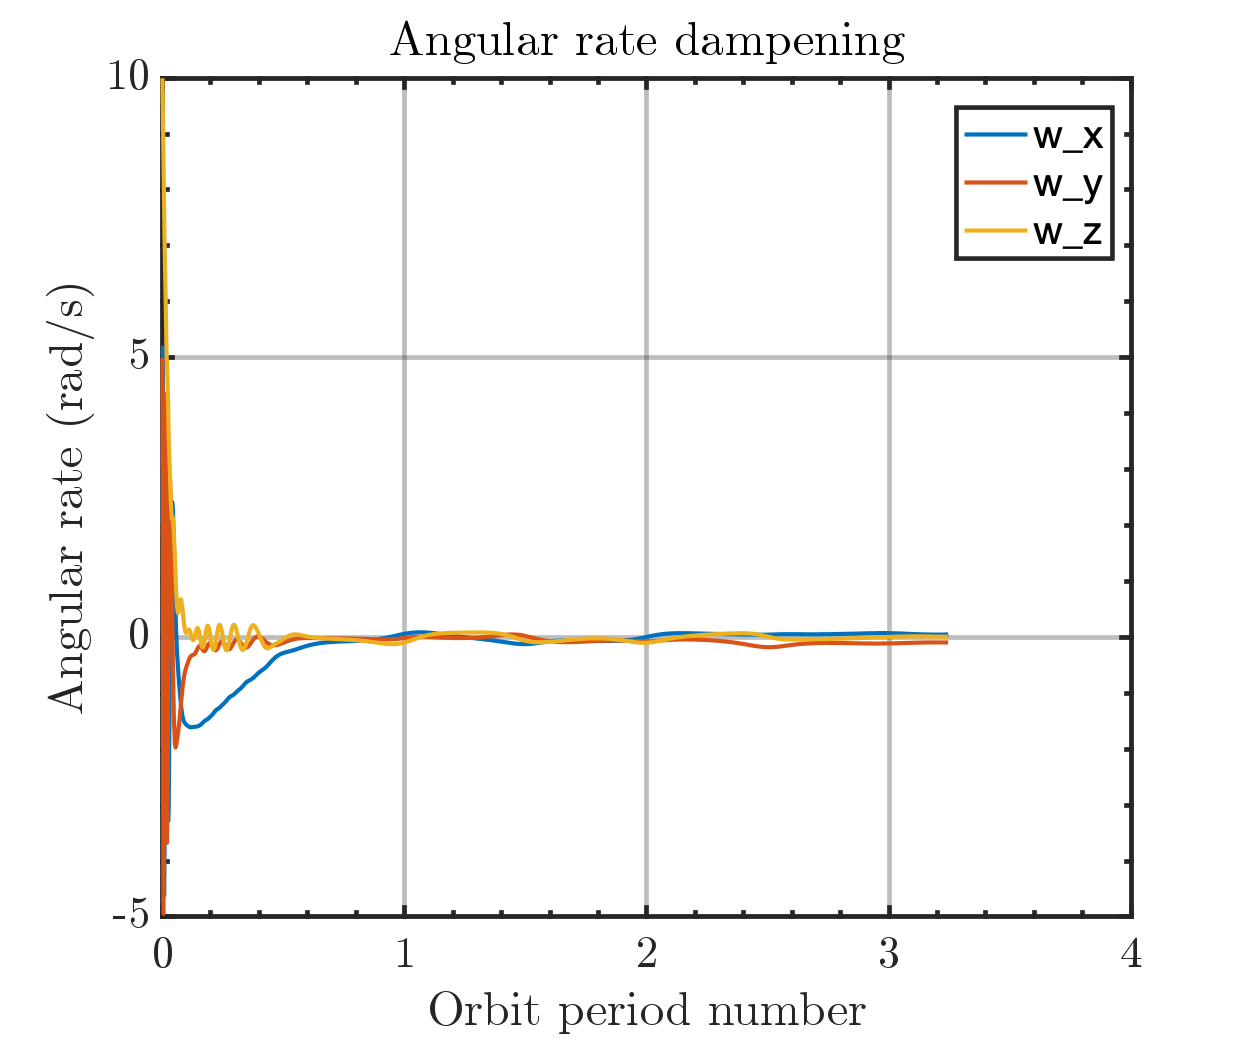 Angular rate dampening
10
5
0
-5
Angular rate (rad/s)
w_x
w_y
w_z
0 1 2 3 4
Orbit period number